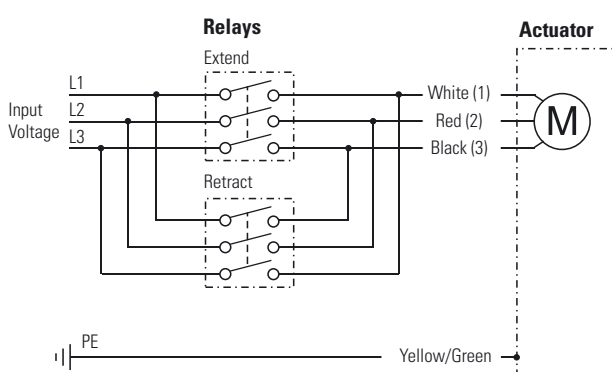 Relays
Actuator
Extend
L1
White (1)
Input
Voltage
L2
Red (2)
M
L3
Black (3)
Retract
PE
Yellow/Green